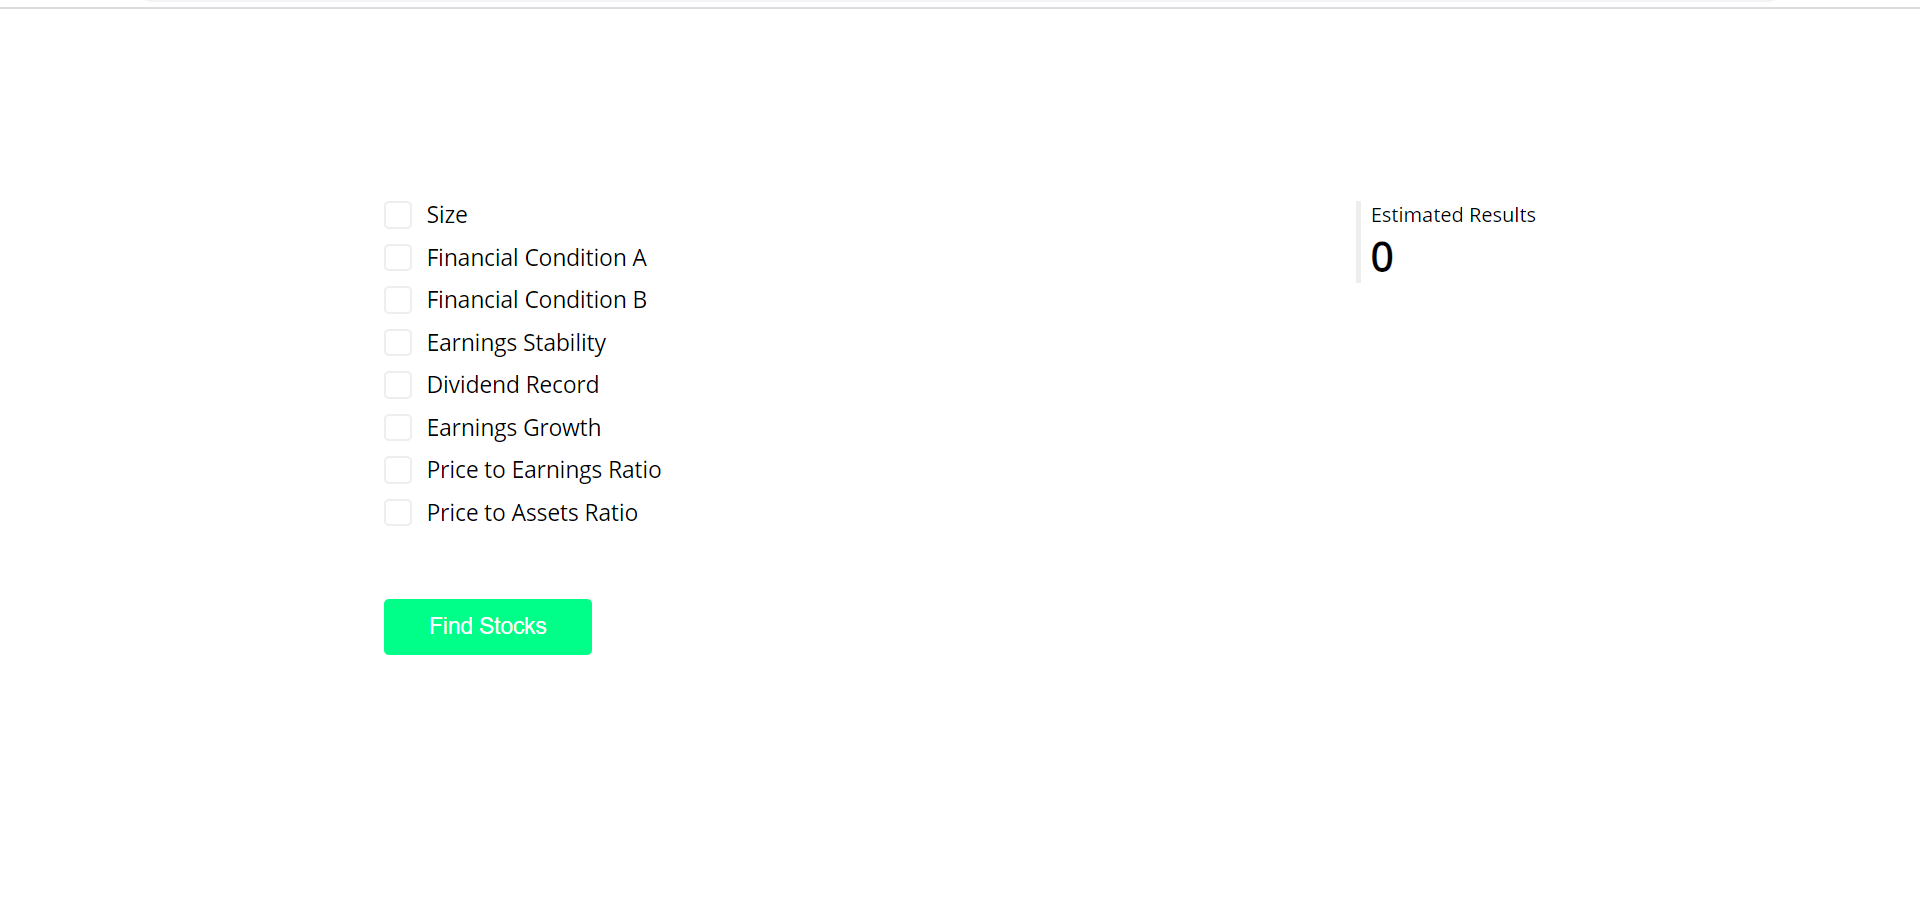 Size
Financial Condition A
Financial Condition B
Earnings Stability
Dividend Record
Earnings Growth
Price to Earnings Ratio
Price to Assets Ratio
Find Stocks
Estimated Results
0